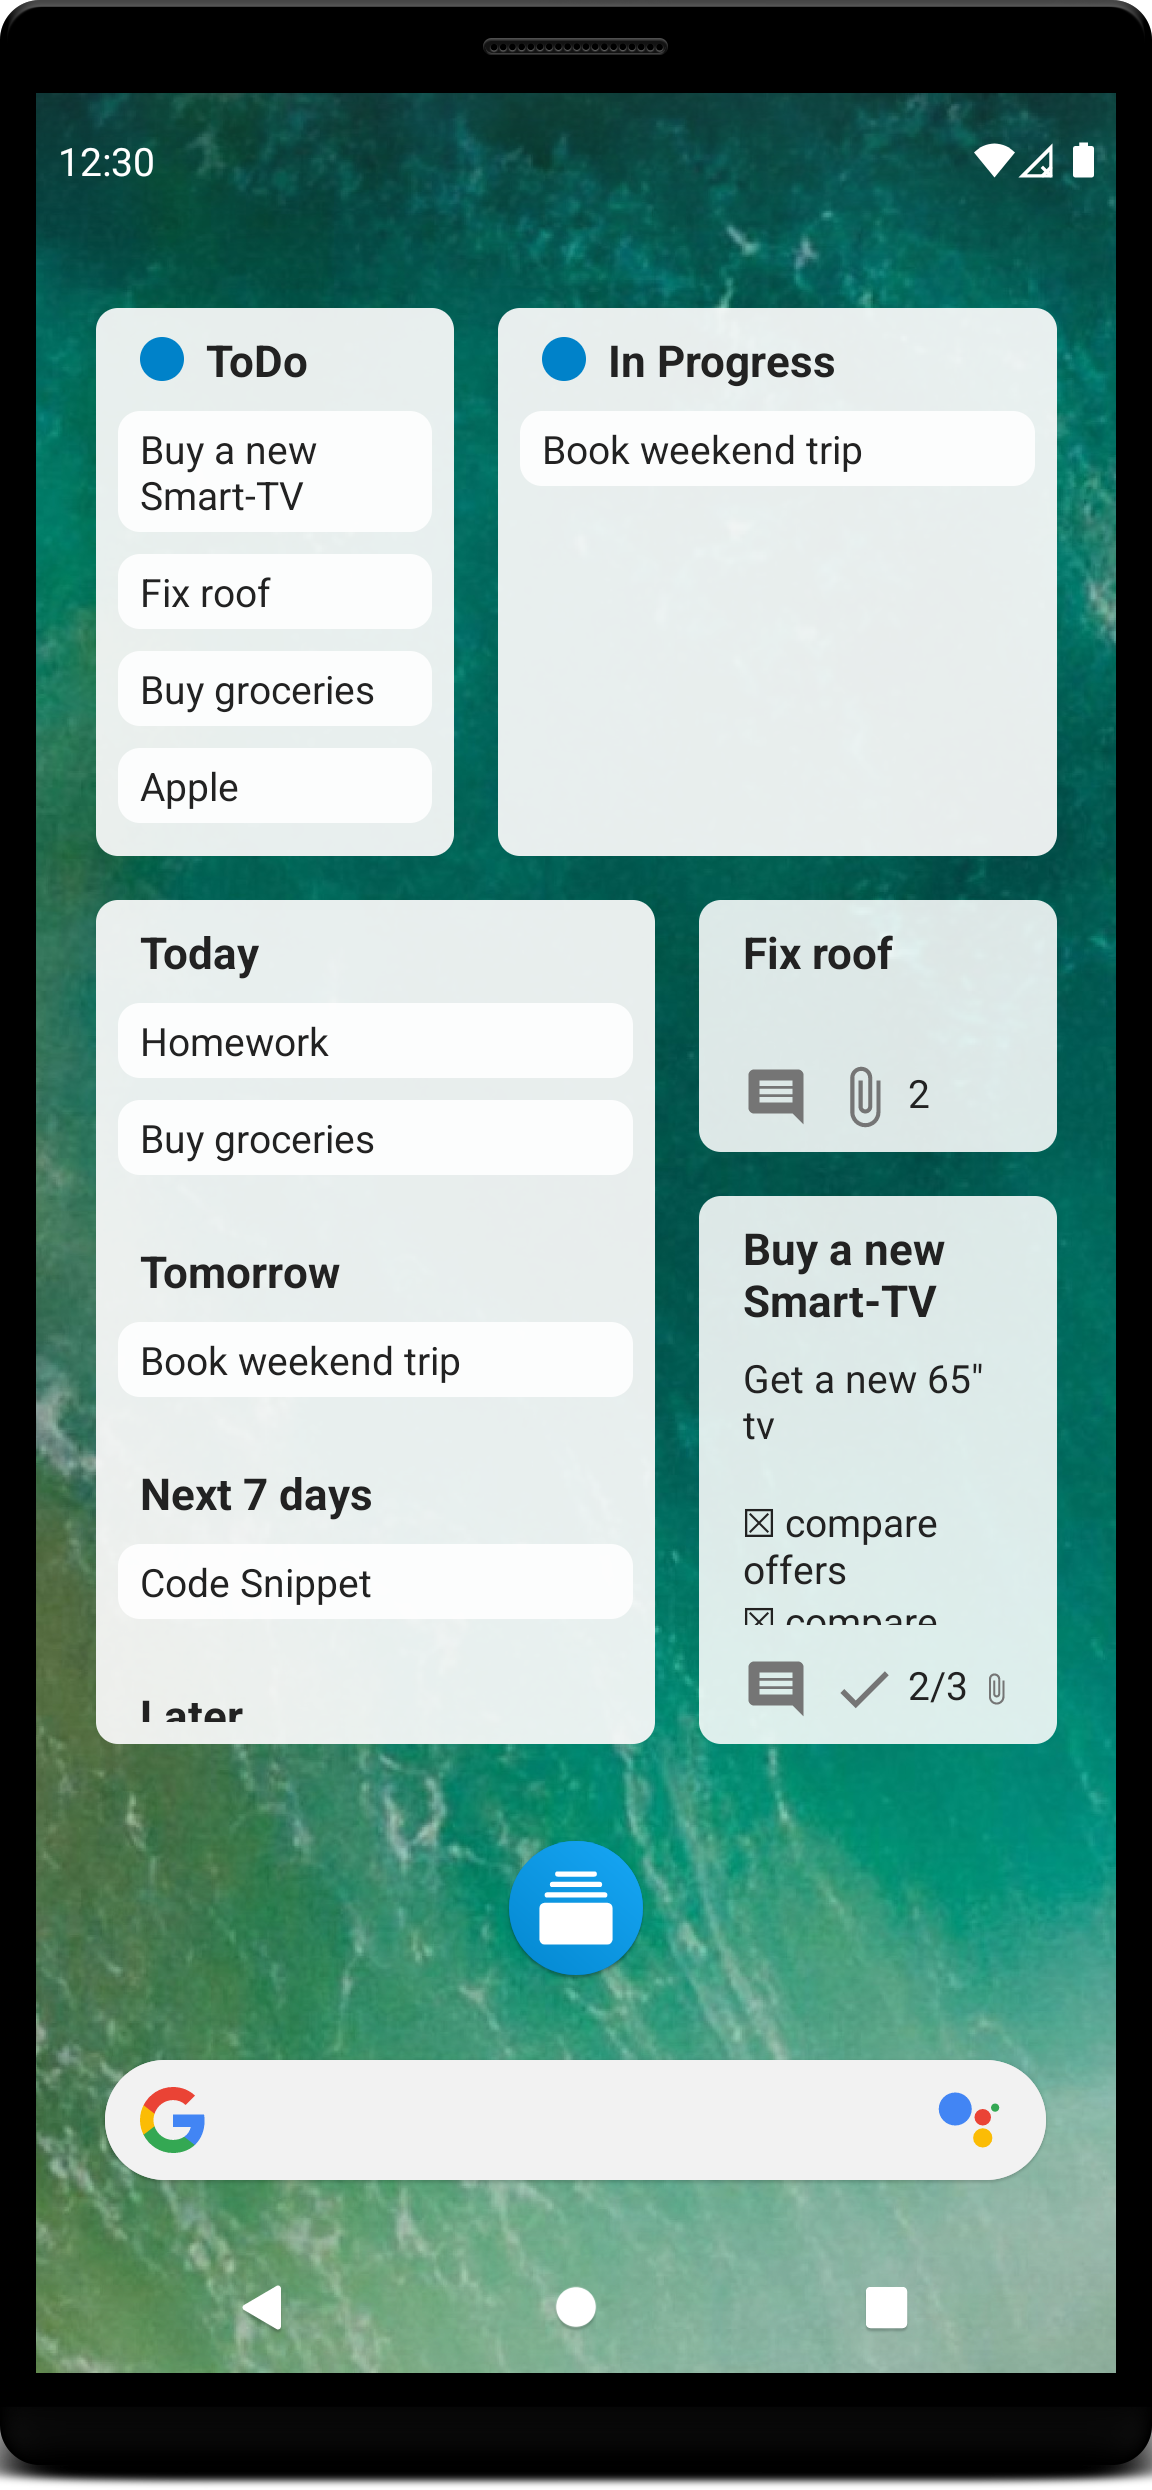 12:30
ToDo
Buy a new
Smart-TV
Fix roof
Buy groceries
Apple
In Progress
Book weekend trip
Today
Homework
Buy groceries
Tomorrow
Book weekend trip
Next 7 days
Code Snippet
Later
Fix roof
2
Buy a new
Smart-TV
Get a new 65"
tv
☒ compare
offers
☒ compare
2/3